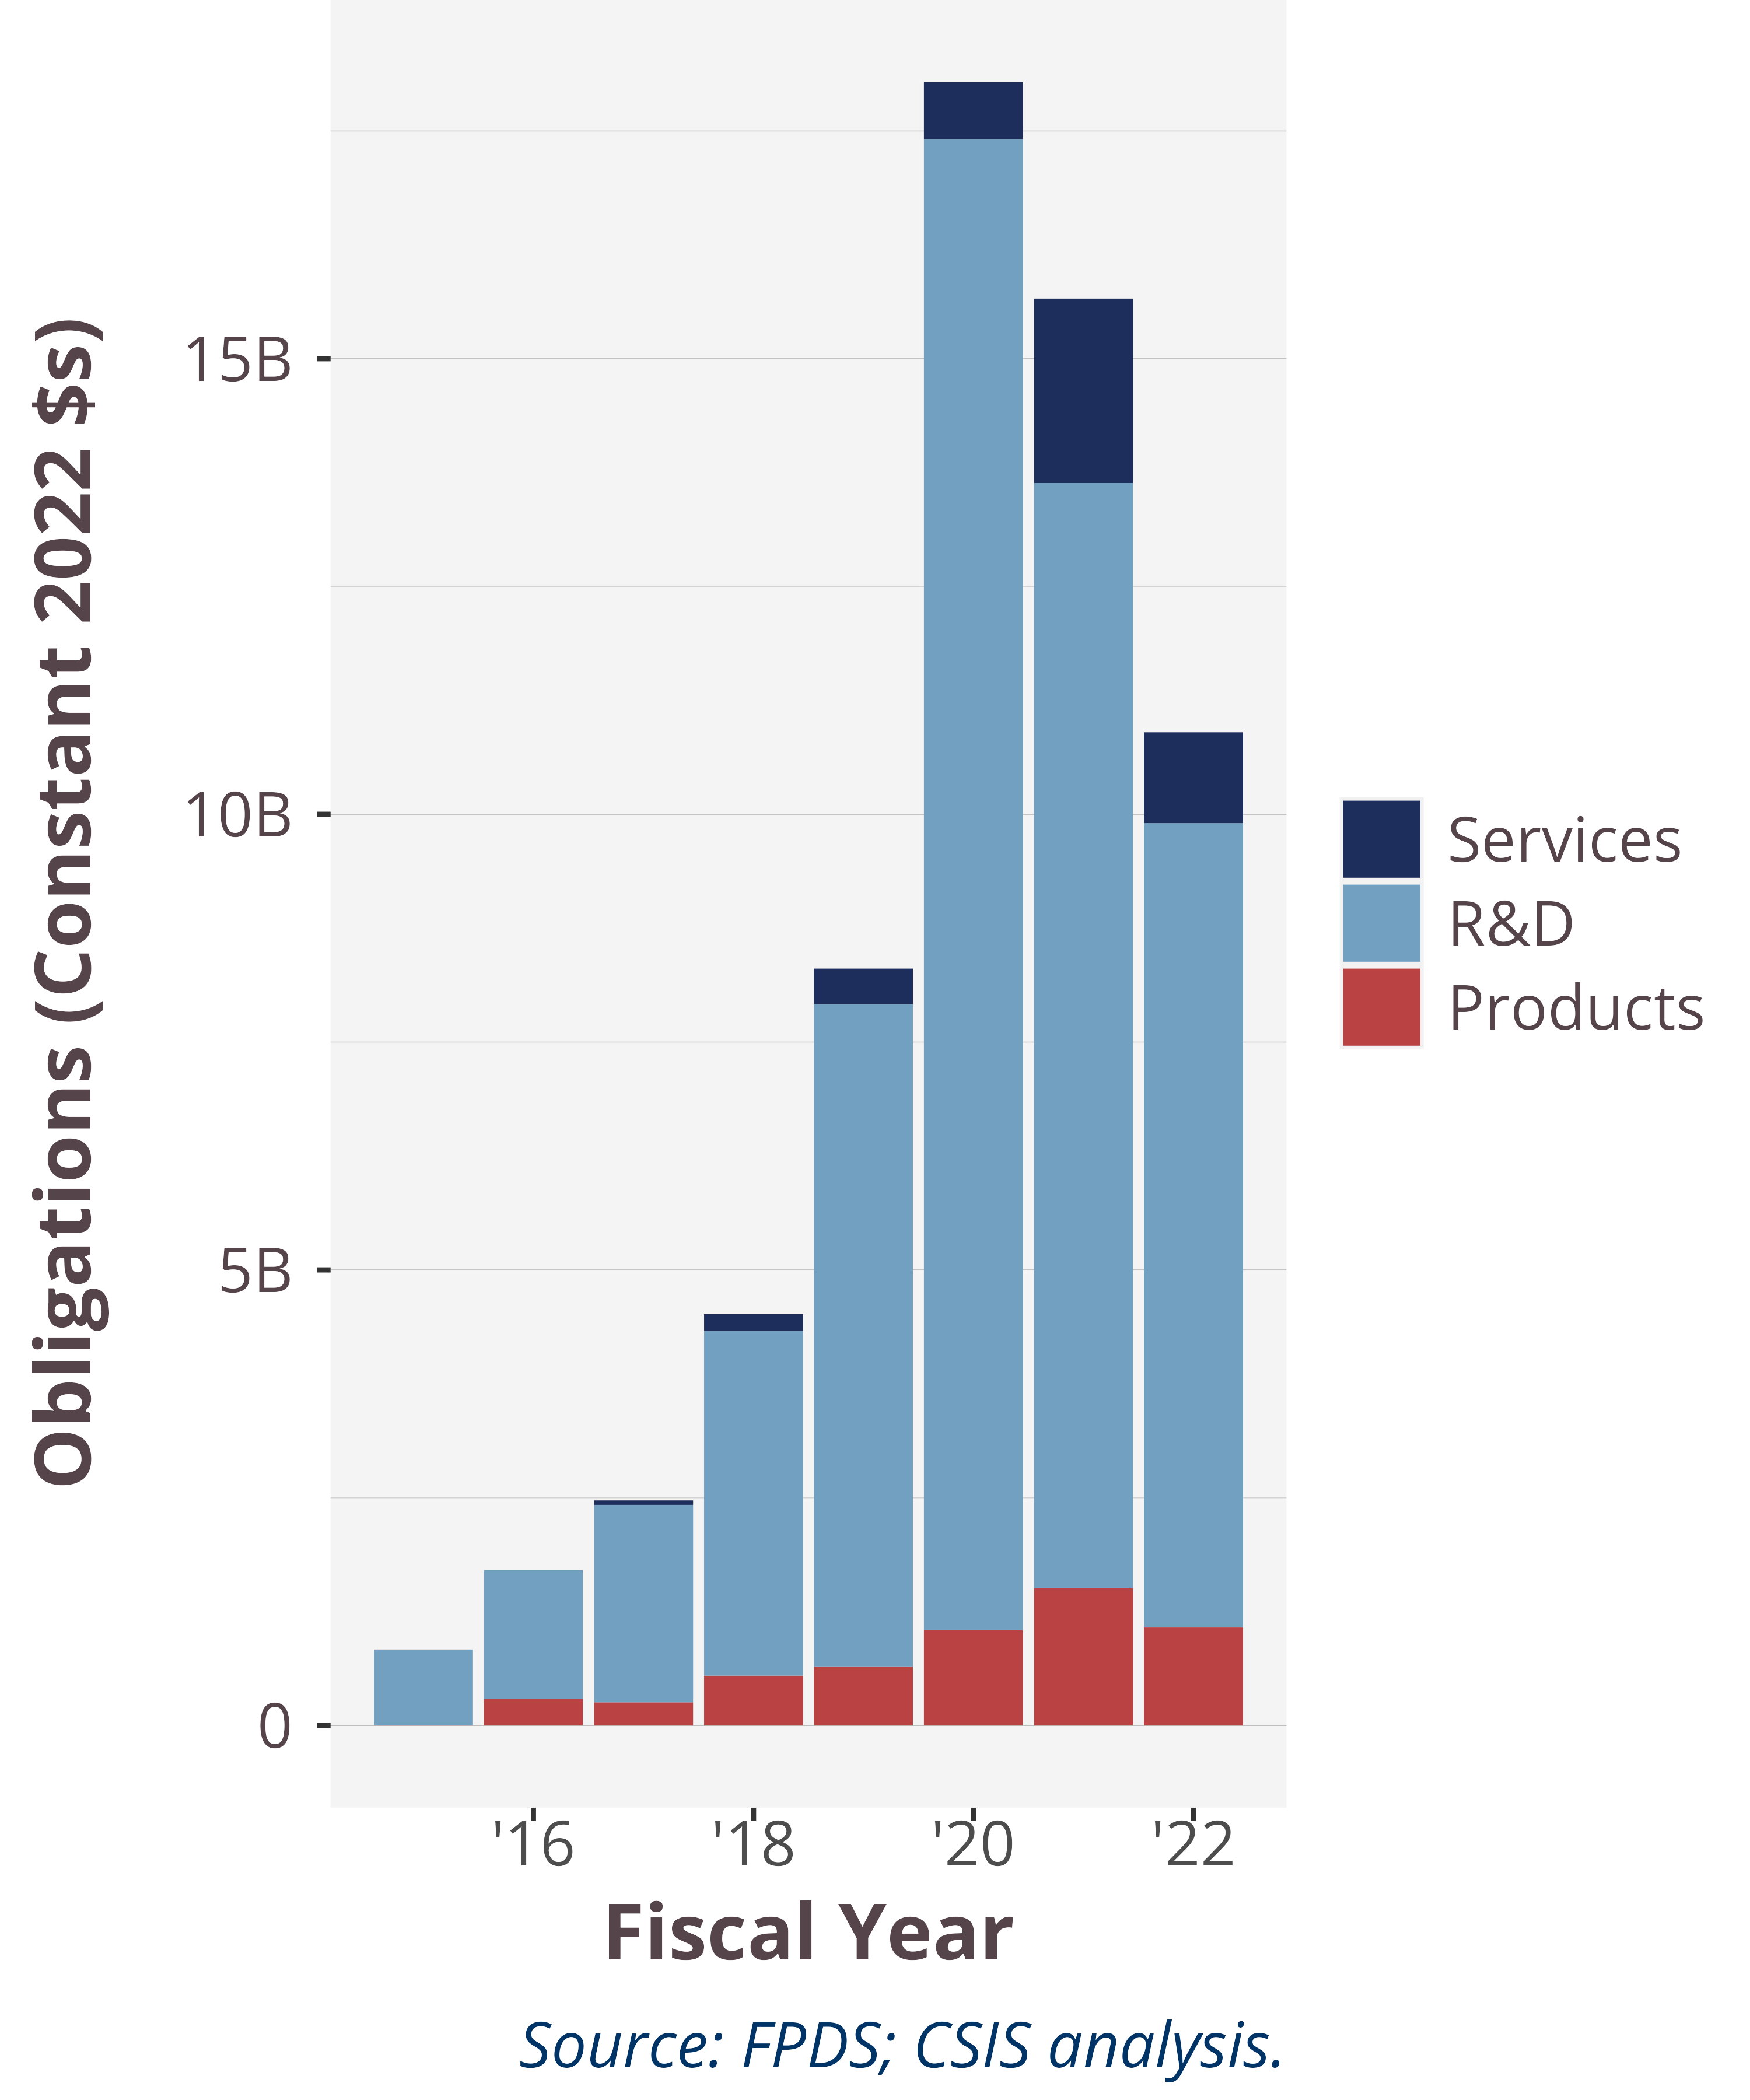 Obligations (Constant 2022 $s)
15B
10B
5B
0
Services
R&D
Products
'16 '18 '20 '22
Fiscal Year
Source: FPDS; CSIS analysis.